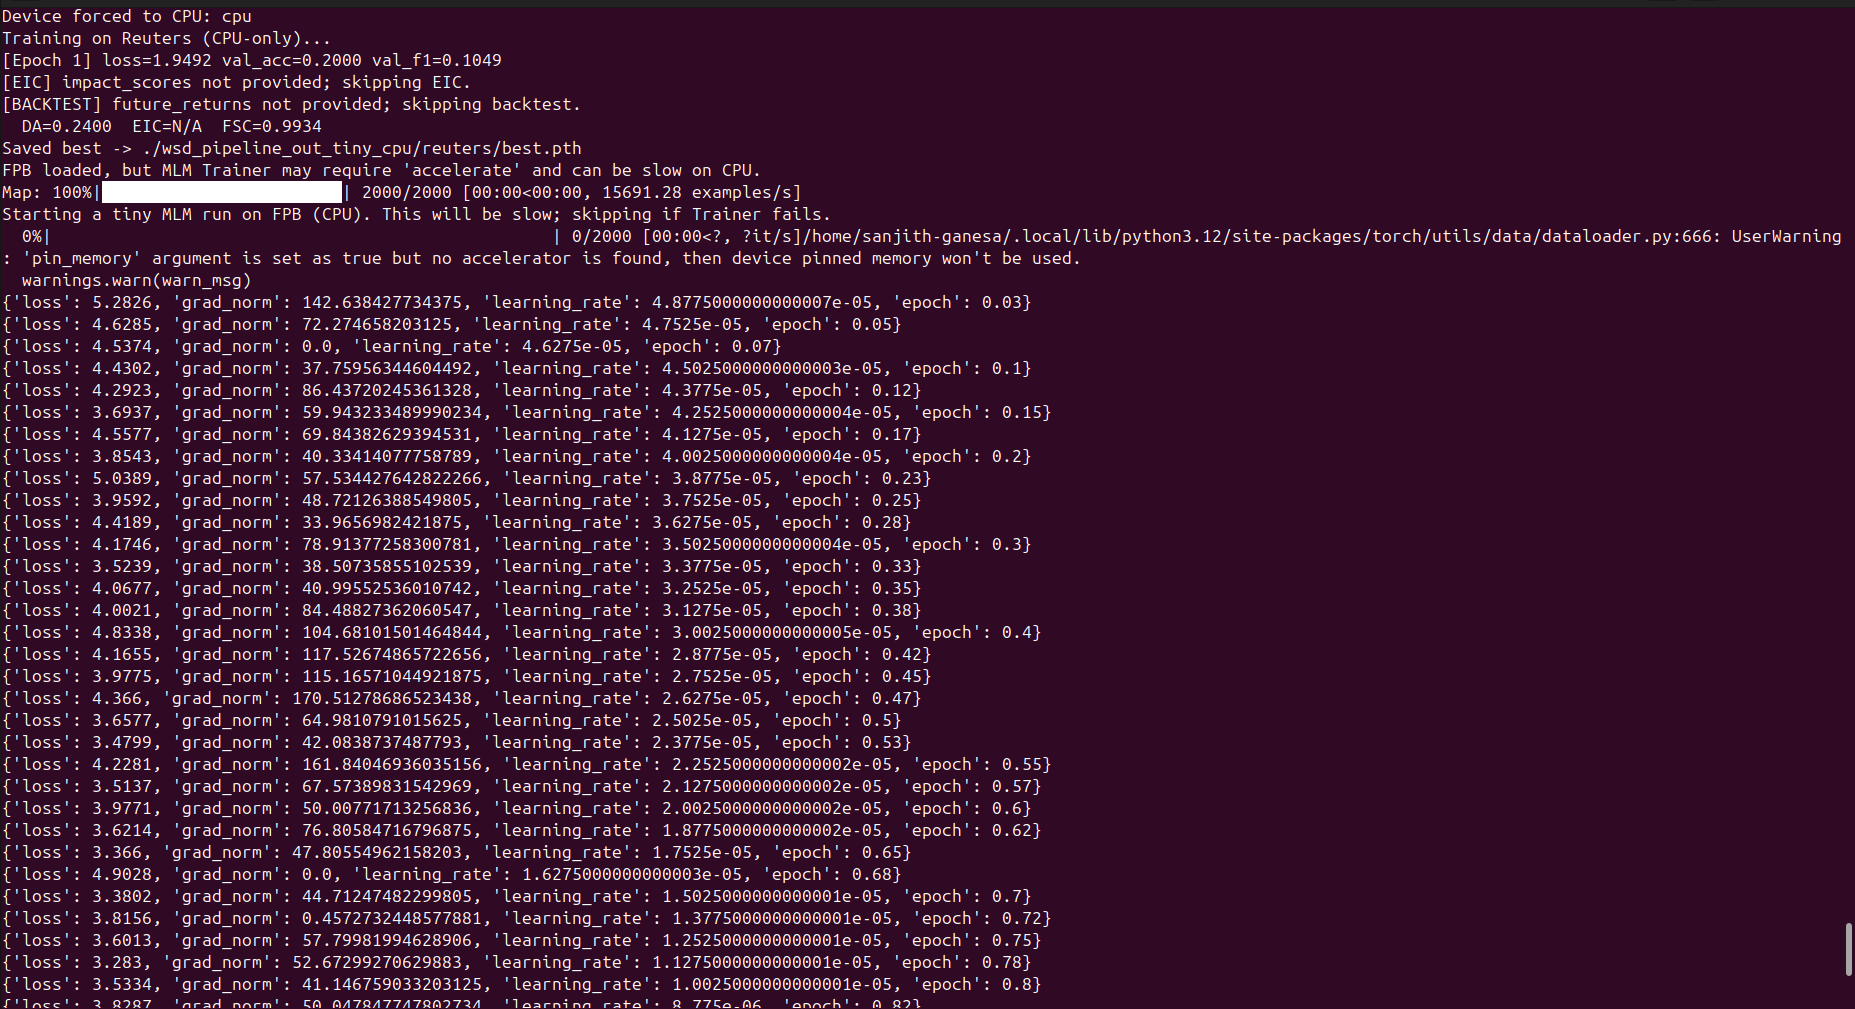 Device forced to CPU: cpu
Training on Reuters (CPU-only)...
[Epoch 1] loss=1.9492 val_acc=0.2000 val_f1=0.1049
[EIC] impact_scores not provided; skipping EIC.
[BACKTEST] future_returns not provided; skipping backtest.
  DA=0.2400  EIC=N/A  FSC=0.9934
Saved best -> ./wsd_pipeline_out_tiny_cpu/reuters/best.pth
FPB loaded, but MLM Trainer may require 'accelerate' and can be slow on CPU.
Map: 100%| | 2000/2000 [00:00<00:00, 15691.28 examples/s]
Starting a tiny MLM run on FPB (CPU). This will be slow; skipping if Trainer fails.
  0%| | 0/2000 [00:00<?, ?it/s]/home/sanjith-ganesa/.local/lib/python3.12/site-packages/torch/utils/data/dataloader.py:666: UserWarning
: 'pin_memory' argument is set as true but no accelerator is found, then device pinned memory won't be used.
  warnings.warn(warn_msg)
{'loss': 5.2826, 'grad_norm': 142.638427734375, 'learning_rate': 4.8775000000000007e-05, 'epoch': 0.03}
{'loss': 4.6285, 'grad_norm': 72.274658203125, 'learning_rate': 4.7525e-05, 'epoch': 0.05}
{'loss': 4.5374, 'grad_norm': 0.0, 'learning_rate': 4.6275e-05, 'epoch': 0.07}
{'loss': 4.4302, 'grad_norm': 37.75956344604492, 'learning_rate': 4.5025000000000003e-05, 'epoch': 0.1}
{'loss': 4.2923, 'grad_norm': 86.43720245361328, 'learning_rate': 4.3775e-05, 'epoch': 0.12}
{'loss': 3.6937, 'grad_norm': 59.943233489990234, 'learning_rate': 4.2525000000000004e-05, 'epoch': 0.15}
{'loss': 4.5577, 'grad_norm': 69.84382629394531, 'learning_rate': 4.1275e-05, 'epoch': 0.17}
{'loss': 3.8543, 'grad_norm': 40.33414077758789, 'learning_rate': 4.0025000000000004e-05, 'epoch': 0.2}
{'loss': 5.0389, 'grad_norm': 57.534427642822266, 'learning_rate': 3.8775e-05, 'epoch': 0.23}
{'loss': 3.9592, 'grad_norm': 48.72126388549805, 'learning_rate': 3.7525e-05, 'epoch': 0.25}
{'loss': 4.4189, 'grad_norm': 33.9656982421875, 'learning_rate': 3.6275e-05, 'epoch': 0.28}
{'loss': 4.1746, 'grad_norm': 78.91377258300781, 'learning_rate': 3.5025000000000004e-05, 'epoch': 0.3}
{'loss': 3.5239, 'grad_norm': 38.50735855102539, 'learning_rate': 3.3775e-05, 'epoch': 0.33}
{'loss': 4.0677, 'grad_norm': 40.99552536010742, 'learning_rate': 3.2525e-05, 'epoch': 0.35}
{'loss': 4.0021, 'grad_norm': 84.48827362060547, 'learning_rate': 3.1275e-05, 'epoch': 0.38}
{'loss': 4.8338, 'grad_norm': 104.68101501464844, 'learning_rate': 3.0025000000000005e-05, 'epoch': 0.4}
{'loss': 4.1655, 'grad_norm': 117.52674865722656, 'learning_rate': 2.8775e-05, 'epoch': 0.42}
{'loss': 3.9775, 'grad_norm': 115.16571044921875, 'learning_rate': 2.7525e-05, 'epoch': 0.45}
{'loss': 4.366, 'grad_norm': 170.51278686523438, 'learning_rate': 2.6275e-05, 'epoch': 0.47}
{'loss': 3.6577, 'grad_norm': 64.9810791015625, 'learning_rate': 2.5025e-05, 'epoch': 0.5}
{'loss': 3.4799, 'grad_norm': 42.0838737487793, 'learning_rate': 2.3775e-05, 'epoch': 0.53}
{'loss': 4.2281, 'grad_norm': 161.84046936035156, 'learning_rate': 2.2525000000000002e-05, 'epoch': 0.55}
{'loss': 3.5137, 'grad_norm': 67.57389831542969, 'learning_rate': 2.1275000000000002e-05, 'epoch': 0.57}
{'loss': 3.9771, 'grad_norm': 50.00771713256836, 'learning_rate': 2.0025000000000002e-05, 'epoch': 0.6}
{'loss': 3.6214, 'grad_norm': 76.80584716796875, 'learning_rate': 1.8775000000000002e-05, 'epoch': 0.62}
{'loss': 3.366, 'grad_norm': 47.80554962158203, 'learning_rate': 1.7525e-05, 'epoch': 0.65}
{'loss': 4.9028, 'grad_norm': 0.0, 'learning_rate': 1.6275000000000003e-05, 'epoch': 0.68}
{'loss': 3.3802, 'grad_norm': 44.71247482299805, 'learning_rate': 1.5025000000000001e-05, 'epoch': 0.7}
{'loss': 3.8156, 'grad_norm': 0.4572732448577881, 'learning_rate': 1.3775000000000001e-05, 'epoch': 0.72}
{'loss': 3.6013, 'grad_norm': 57.79981994628906, 'learning_rate': 1.2525000000000001e-05, 'epoch': 0.75}
{'loss': 3.283, 'grad_norm': 52.67299270629883, 'learning_rate': 1.1275000000000001e-05, 'epoch': 0.78}
{'loss': 3.5334, 'grad_norm': 41.146759033203125, 'learning_rate': 1.0025000000000001e-05, 'epoch': 0.8}
{'loss': 3.8287, 'grad_norm': 50.047847747802734, 'learning_rate': 8.775e-06, 'epoch': 0.82}